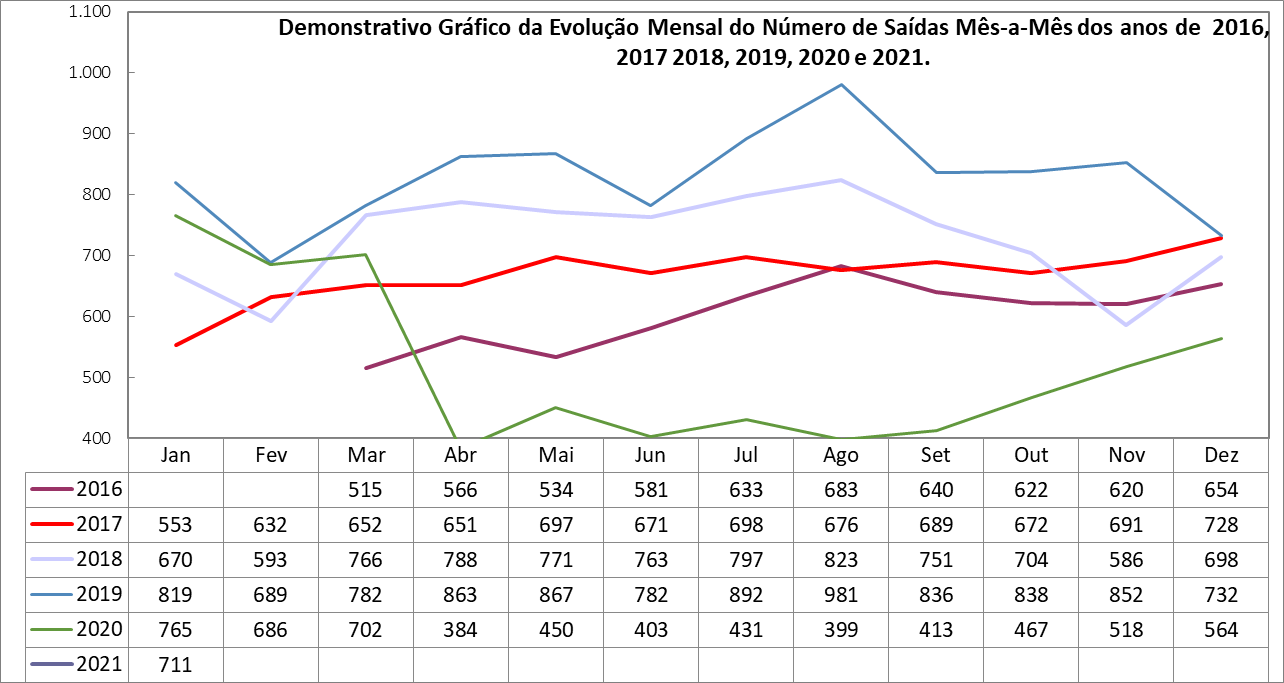 Demonstrativo Gráfico da Evolução Mensal do Número de Saídas Mês-a-Mês dos anos de 2016,
2017 2018, 2019, 2020 e 2021.
1.100
1.000
900
800
700
600
500
400
Jan Fev Mar Abr Mai Jun Jul Ago Set Out Nov Dez
2016 515 566 534 581 633 683 640 622 620 654
2017 553 632 652 651 697 671 698 676 689 672 691 728
2018 670 593 766 788 771 763 797 823 751 704 586 698
2019 819 689 782 863 867 782 892 981 836 838 852 732
2020 765 686 702 384 450 403 431 399 413 467 518 564
2021 711